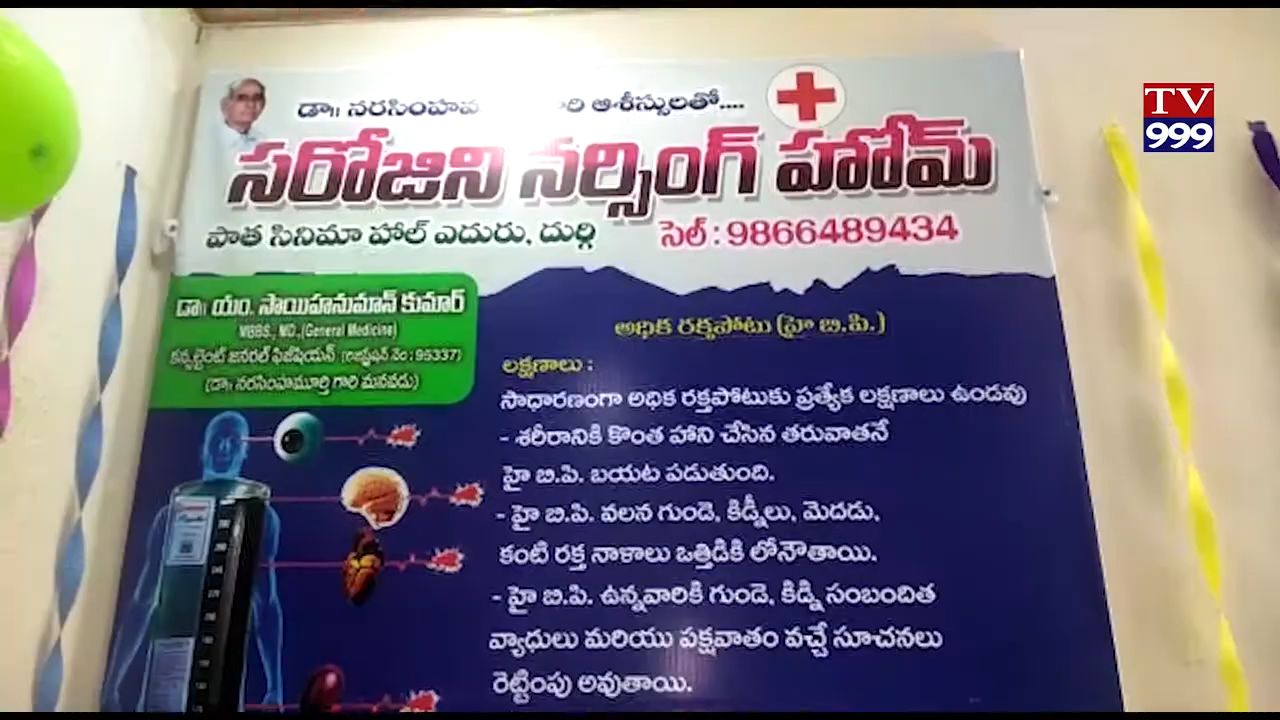 డా॥ నరసింహమ రి ఆశీస్సులతో....
సరోజిని నర్సింగ్ హోమ్
పాత సినిమా హాల్ ఎదురు, దుర్గి
సెల్ : 9866489434
డా॥ యం. సాయిహనుమాన్ కుమార్
MBBS., MD.,(General Medicine)
కన్సల్టెంట్ జనరల్ ఫిజీషియన్ (రిజిస్ట్రేషన్ నెం : 95337)
(డా॥ నరసింహమూర్తి గారి మనవడు)
అధిక రక్తపోటు (హై బి.పి.)
లక్షణాలు :
సాధారణంగా అధిక రక్తపోటుకు ప్రత్యేక లక్షణాలు ఉండవు
- శరీరానికి కొంత హాని చేసిన తరువాతనే
హై బి.పి. బయట పడుతుంది.
- హై బి.పి. వలన గుండె, కిడ్నీలు, మెదడు,
కంటి రక్త నాళాలు ఒత్తిడికి లోనౌతాయి.
- హై బి.పి. ఉన్నవారికి గుండె, కిడ్ని సంబందిత
వ్యాధులు మరియు పక్షవాతం వచ్చే సూచనలు
రెట్టింపు అవుతాయి.
TV
999